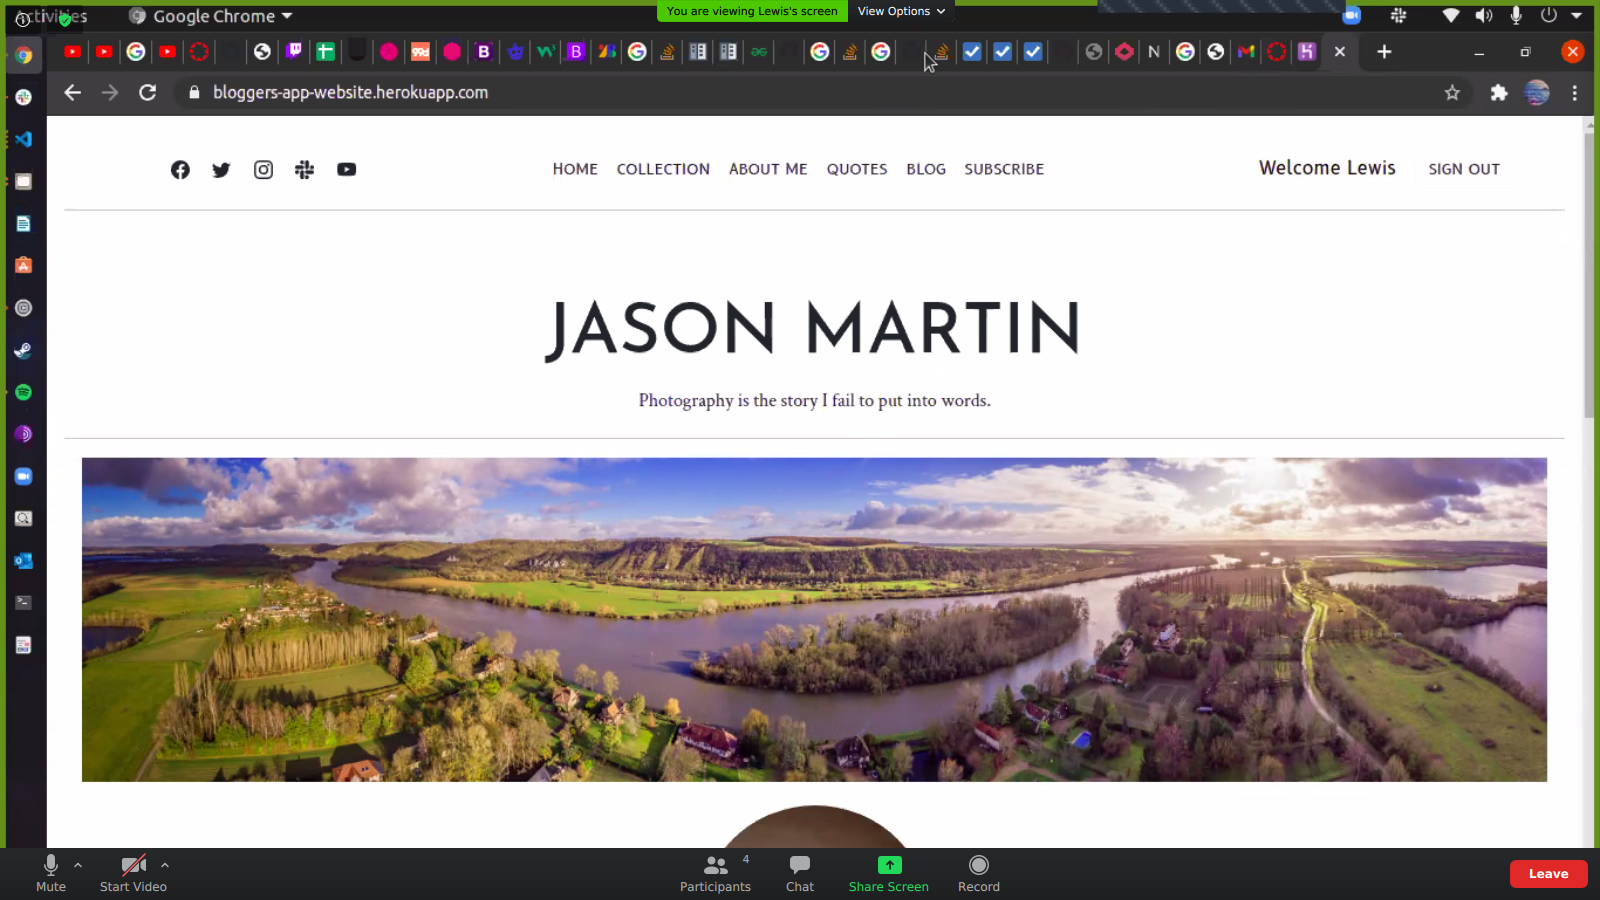 Activities
Google Chrome
You are viewing Lewis's screen
View Options
bloggers-app-website.herokuapp.com
HOME COLLECTION ABOUT ME QUOTES BLOG SUBSCRIBE
Welcome Lewis
SIGN OUT
JASON MARTIN
Photography is the story I fail to put into words.
Mute
Start Video
Participants
4
Chat
Share Screen
Record
Leave